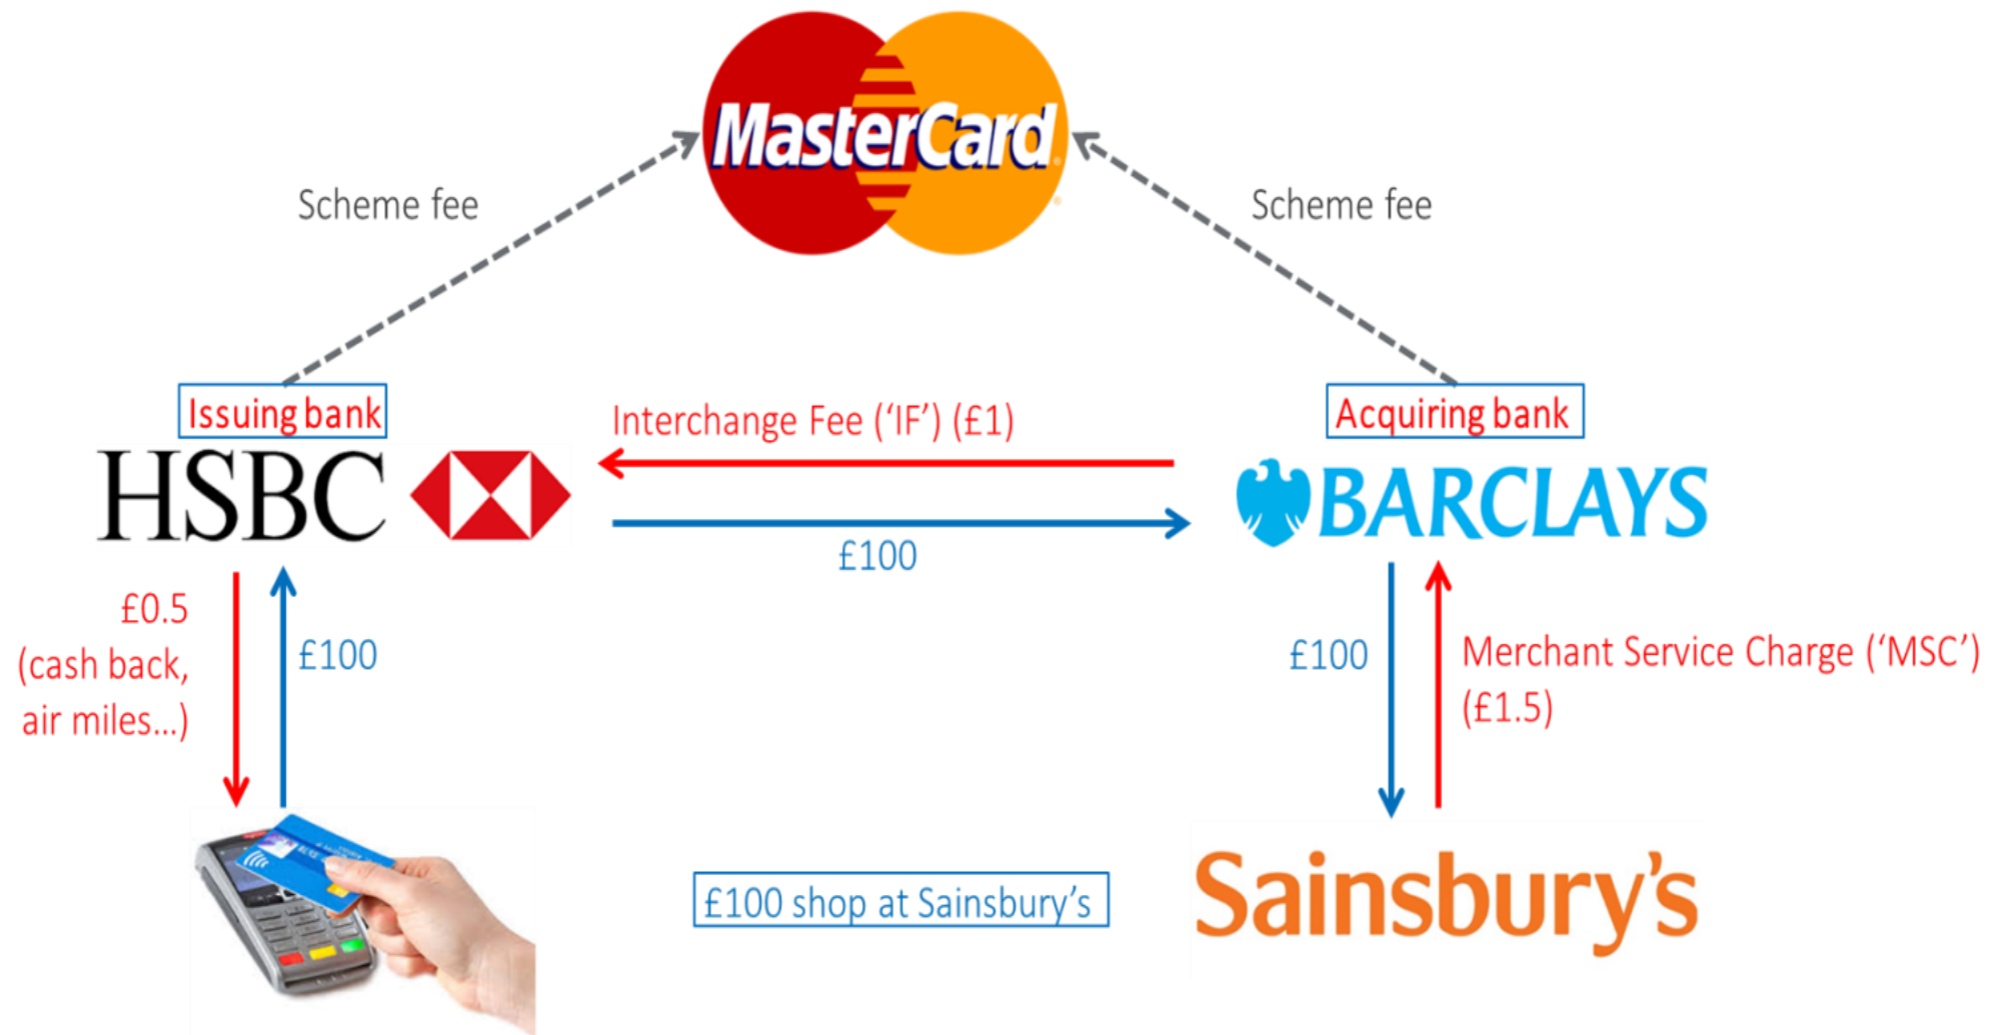 MasterCard
Scheme fee
Scheme fee
Issuing bank
HSBC
Interchange Fee (‘IF’) (£1)
£100
Acquiring bank
BARCLAYS
£0.5
(cash back,
air miles...)
£100
£100
Merchant Service Charge (‘MSC’)
(£1.5)
£100 shop at Sainsbury’s
Sainsbury’s